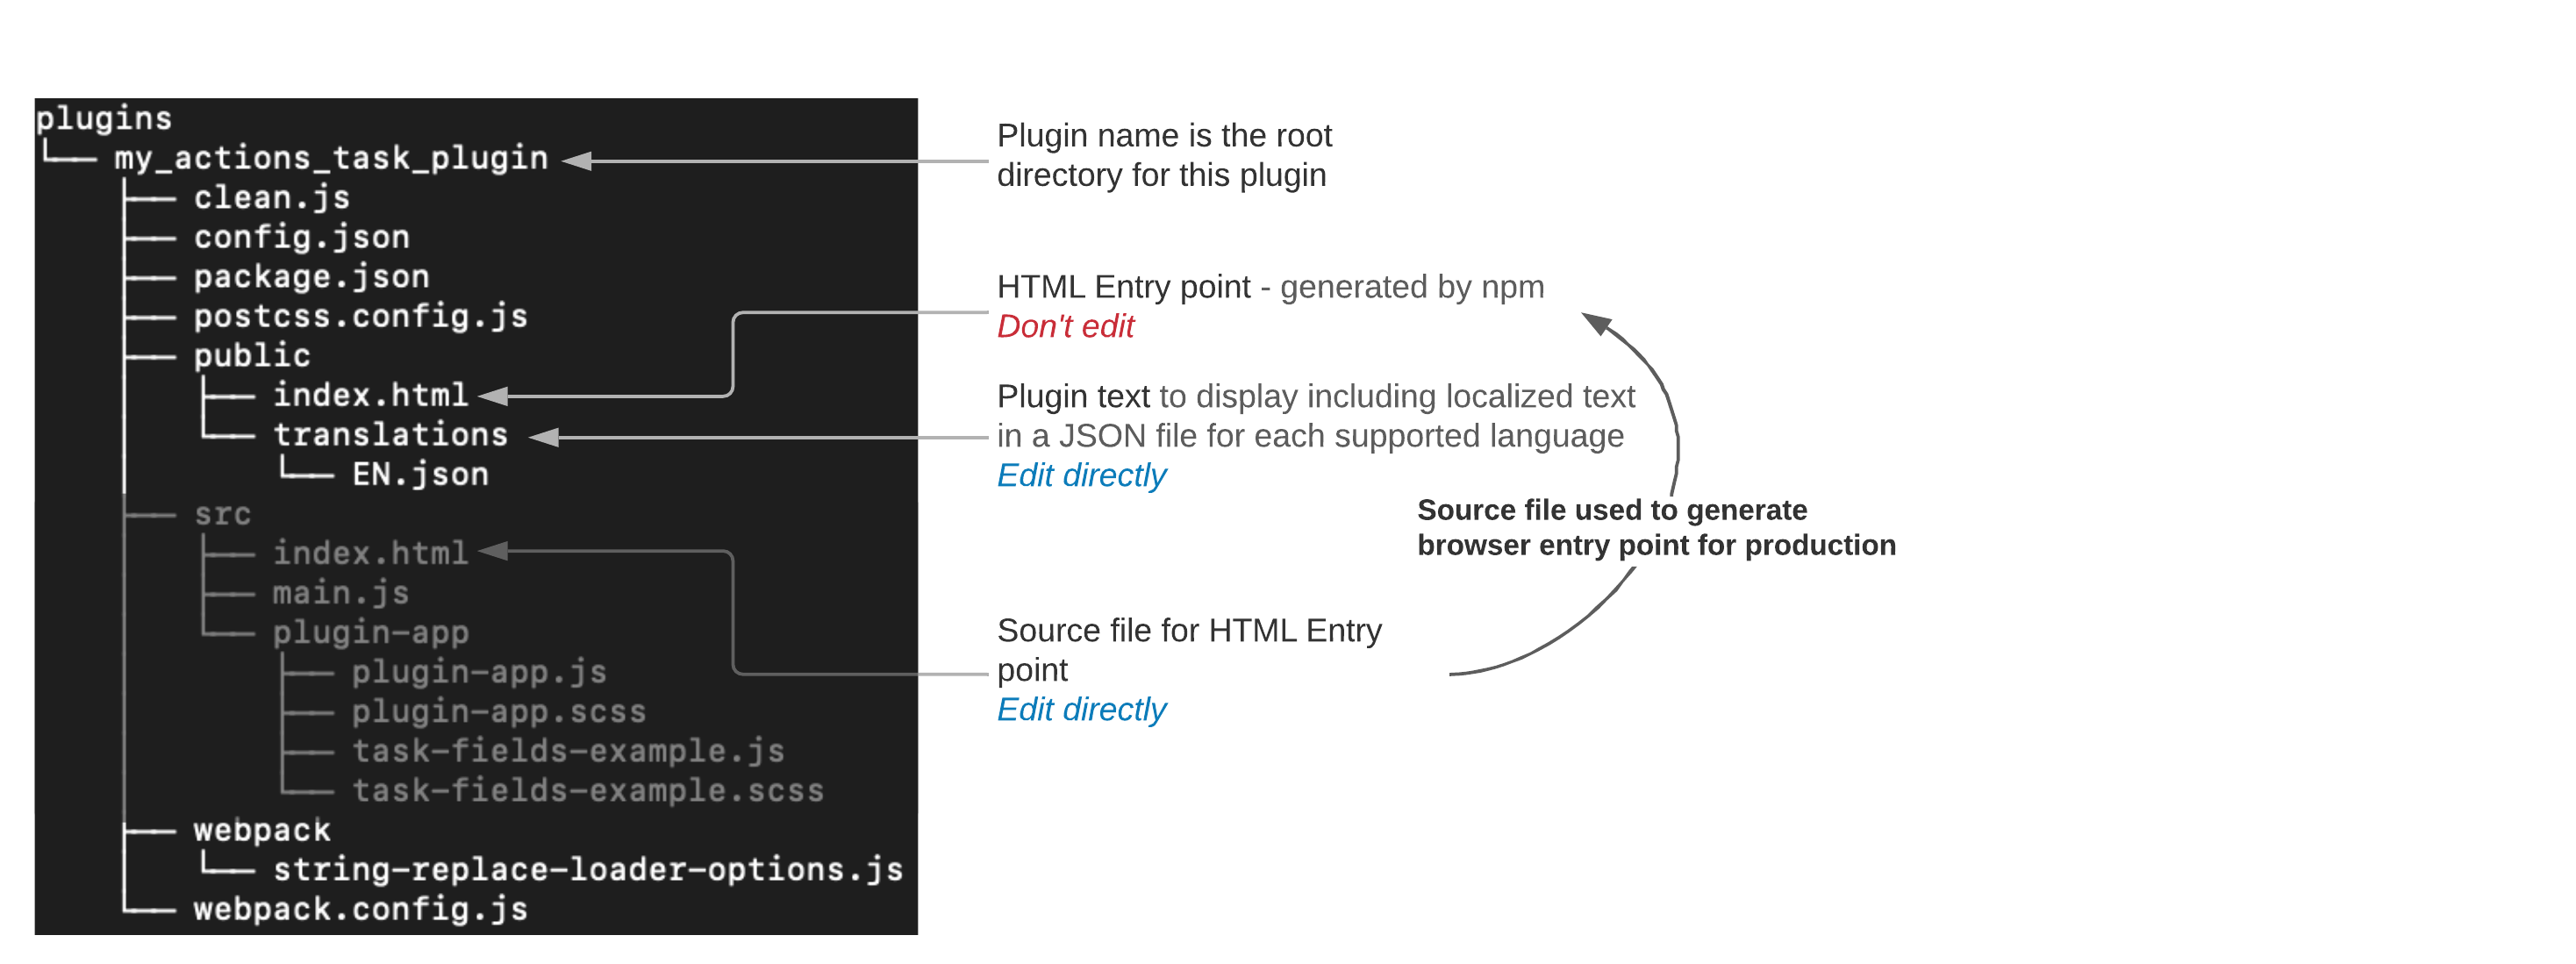 plugins
└── my_actions_task_plugin
├── clean.js
├── config.json
├── package.json
├── postcss.config.js
├── public
├── index.html
└── translations
└── EN.json
├── src
├── index.html
├── main.js
└── plugin-app
├── plugin-app.js
├── plugin-app.scss
├── task-fields-example.js
└── task-fields-example.scss
├── webpack
└── string-replace-loader-options.js
└── webpack.config.js
Plugin name is the root
directory for this plugin
HTML Entry point - generated by npm
Don't edit
Plugin text to display including localized text
in a JSON file for each supported language
Edit directly
Source file used to generate
browser entry point for production
Source file for HTML Entry
point
Edit directly